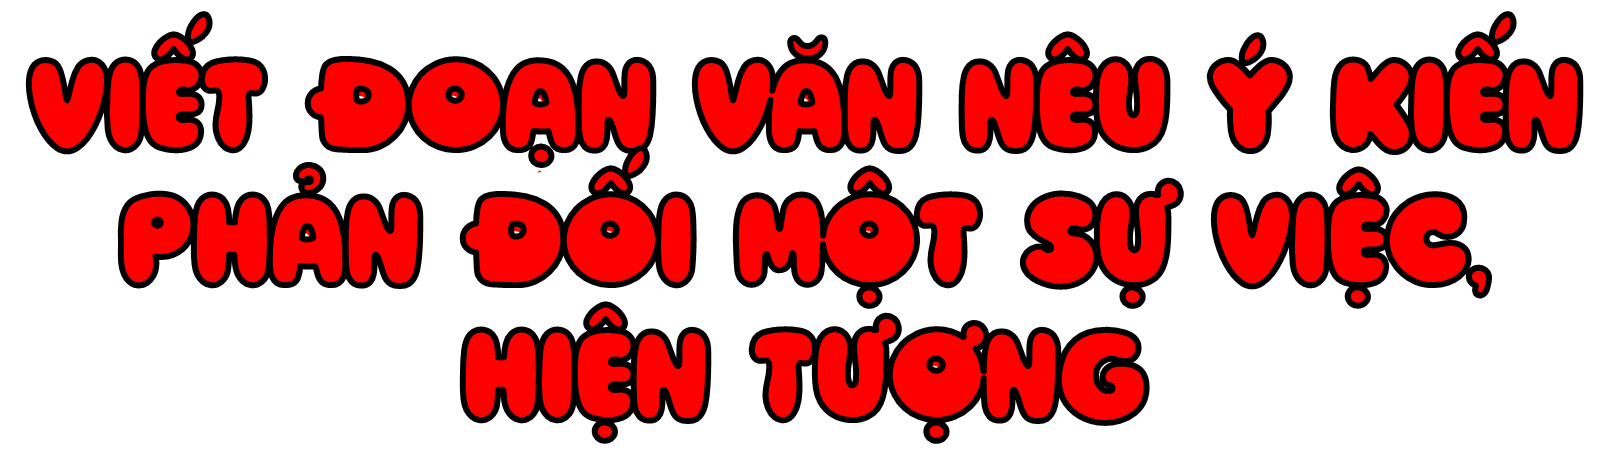 VIẾT ĐOẠN VĂN NÊU Ý KIẾN
PHẢN ĐỐI MỘT SỰ VIỆC,
HIỆN TƯỢNG